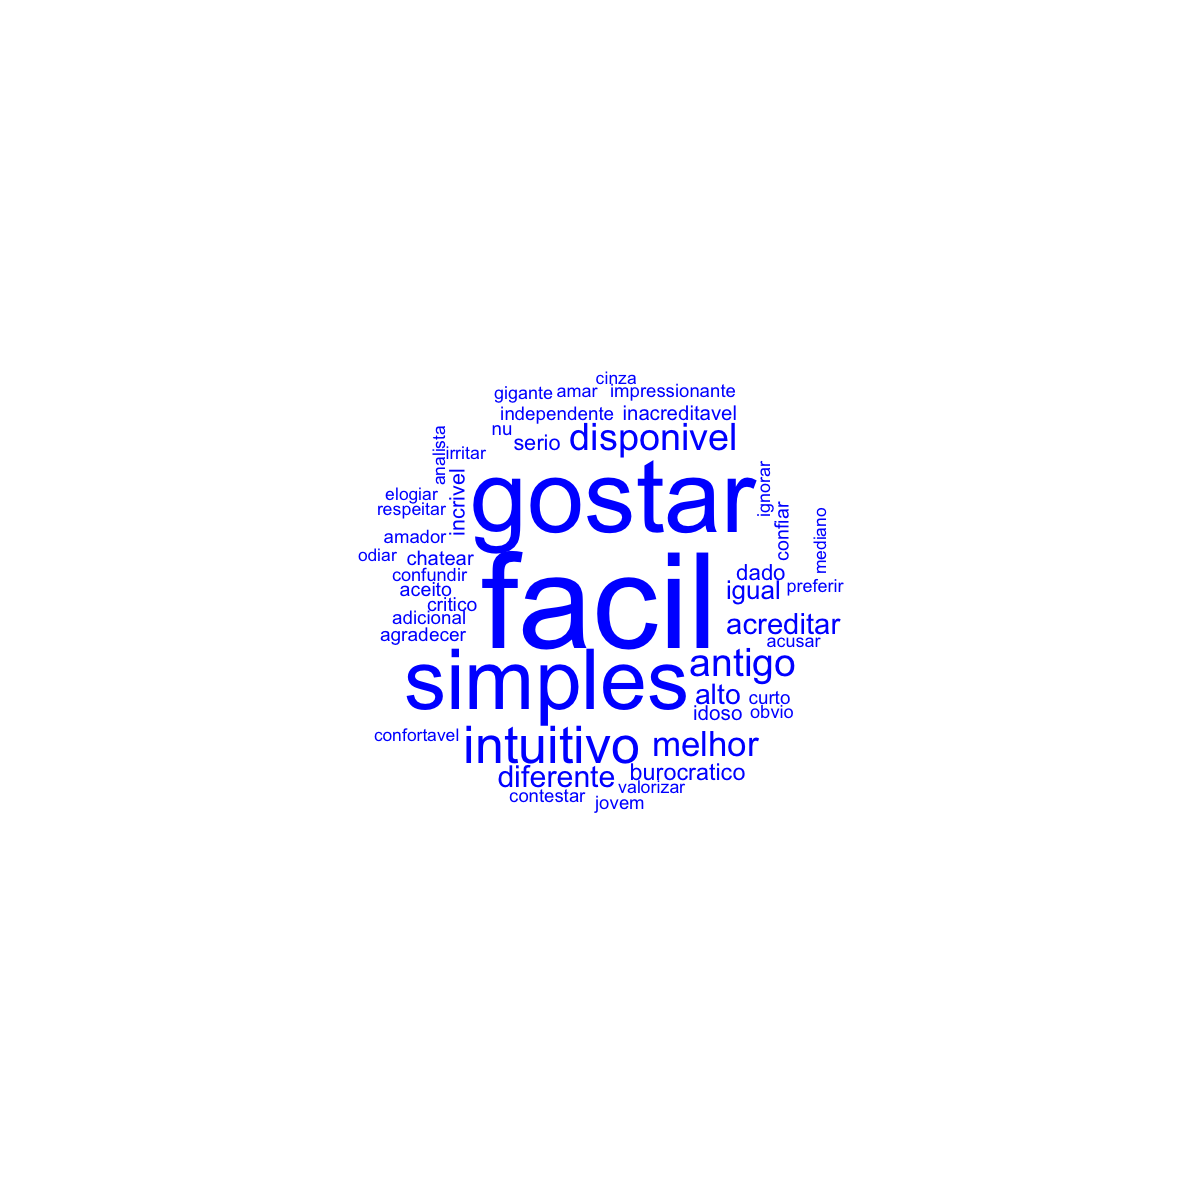 cinza
gigante amar impressionante
independente inacreditavel
nu serio disponivel
analista irritar
gostar
incrivel
ignorar
elogiar
respeitar
confiar
mediano
amador
odiar chatear
facil
confundir
dado
aceito
igual preferir
critico
adicional
acreditar
agradecer
acusar
simples antigo
alto curto
idoso obvio
confortavel intuitivo melhor
diferente burocratico
valorizar
contestar
jovem